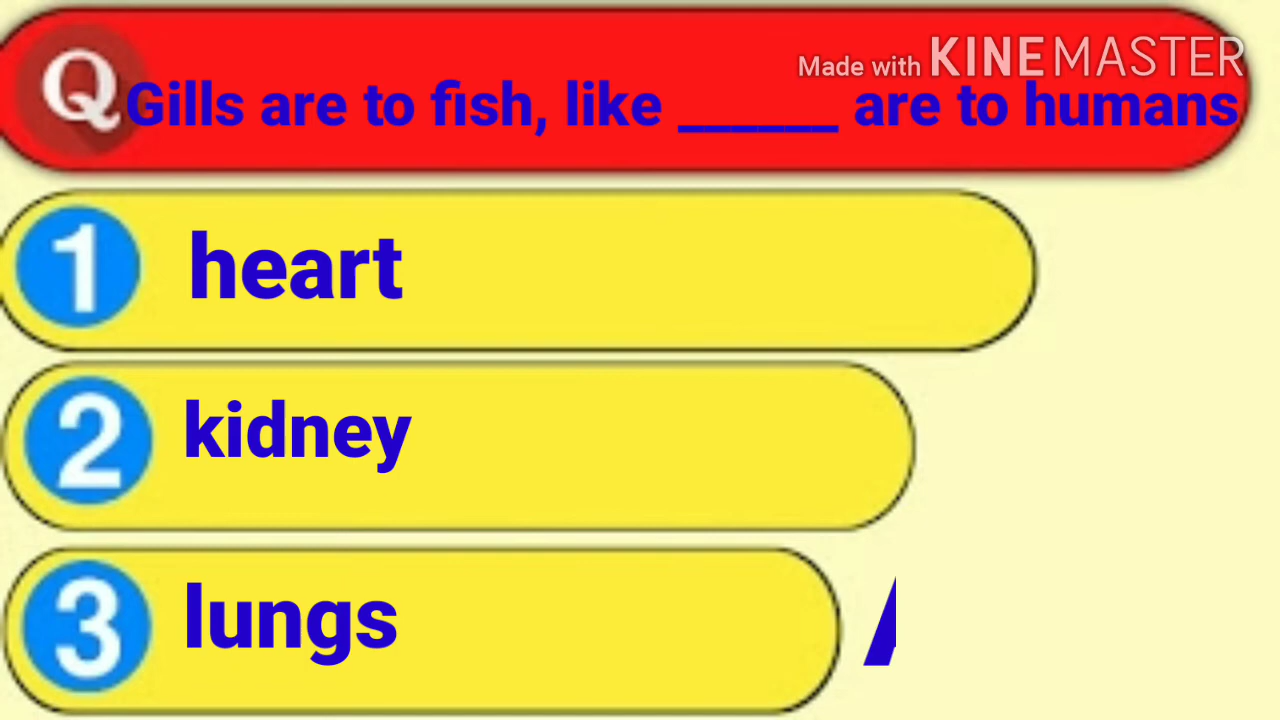 Made with KINEMASTER
Q Gills are to fish, like ______ are to humans
1 heart
2 kidney
3 lungs